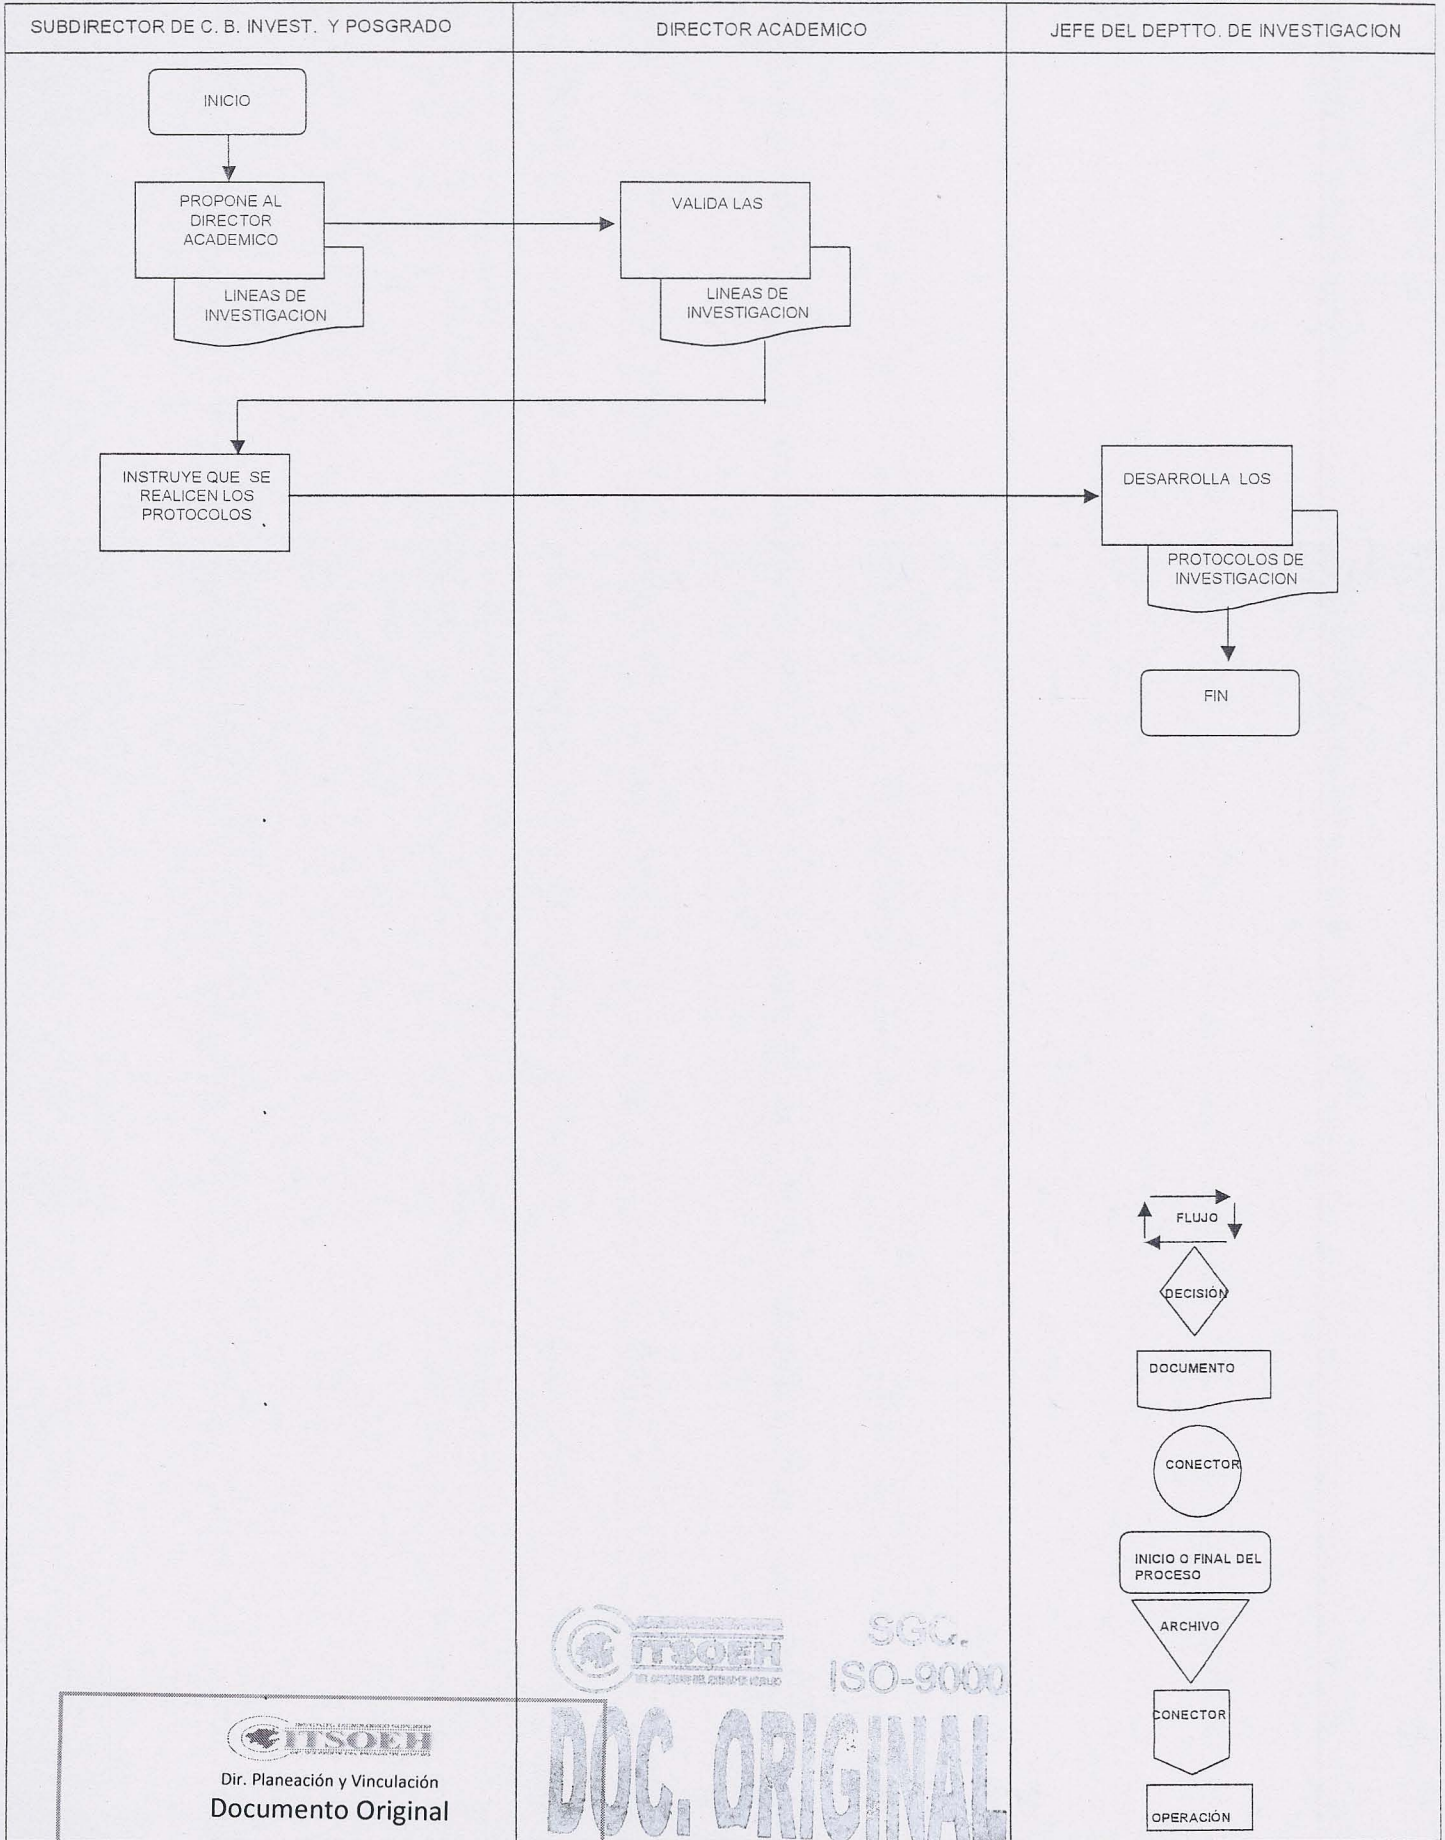 SUBDIRECTOR DE C. B. INVEST. Y POSGRADO
DIRECTOR ACADEMICO
JEFE DEL DEPTTO. DE INVESTIGACION
INICIO
PROPONE AL
DIRECTOR
ACADEMICO
LINEAS DE
INVESTIGACION
VALIDA LAS
LINEAS DE
INVESTIGACION
INSTRUYE QUE SE
REALICEN LOS
PROTOCOLOS
DESARROLLA LOS
PROTOCOLOS DE
INVESTIGACION
FIN
FLUJO
DECISIÓN
DOCUMENTO
CONECTOR
INICIO O FINAL DEL
PROCESO
ARCHIVO
CONECTOR
OPERACIÓN
ITSOEH
SGC.
ISO-9000
DOC. ORIGINAL
ITSOEH
Dir. Planeación y Vinculación
Documento Original